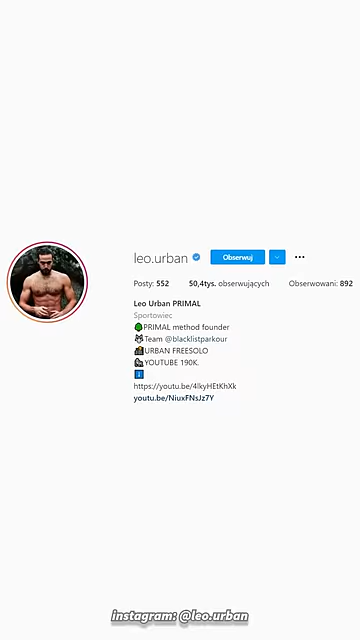 leo.urban
Obserwuj
Posty: 552 50,4tys. obserwujących Obserwowani: 892
Leo Urban PRIMAL
Sportowiec
PRIMAL method founder
Team @blacklistparkour
URBAN FREESOLO
YOUTUBE 190K.
https://youtu.be/4lkyHEtKhXk
youtu.be/NiuxFNsJz7Y
instagram: @leo.urban